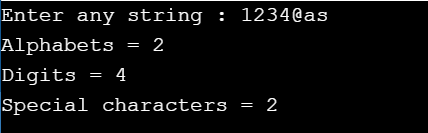 Enter any string : 1234@as
Alphabets = 2
Digits = 4
Special characters = 2